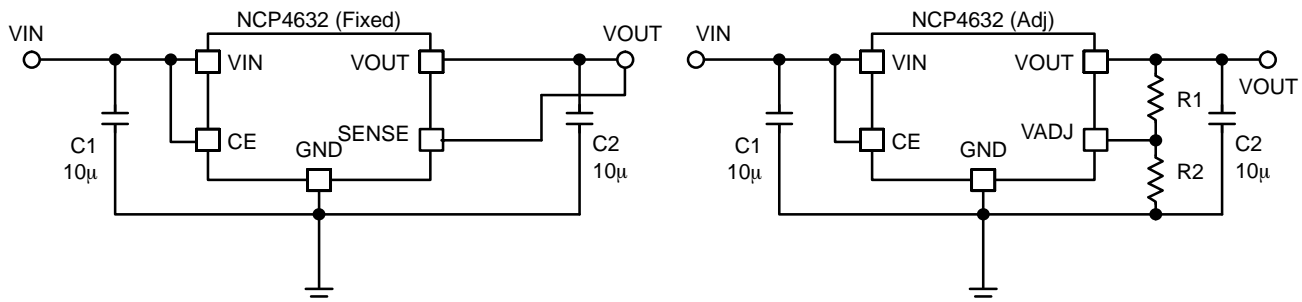 NCP4632 (Fixed)
VIN
VOUT
VIN
VOUT
CE
SENSE
GND
C1
10μ
C2
10μ
NCP4632 (Adj)
VIN
VOUT
VIN
VOUT
R1
CE
VADJ
GND
R2
C1
10μ
C2
10μ